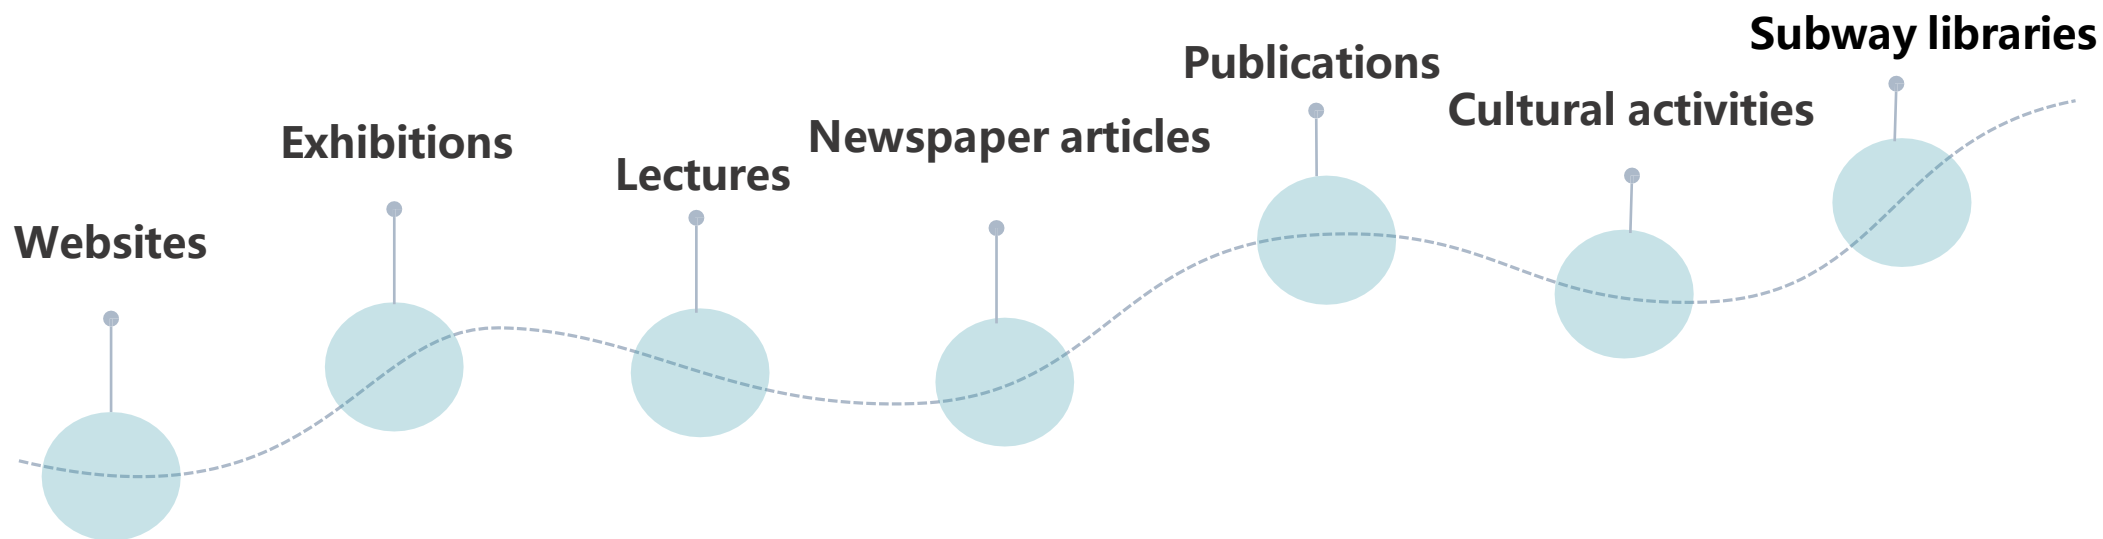 Websites
Exhibitions
Lectures
Newspaper articles
Publications
Cultural activities
Subway libraries